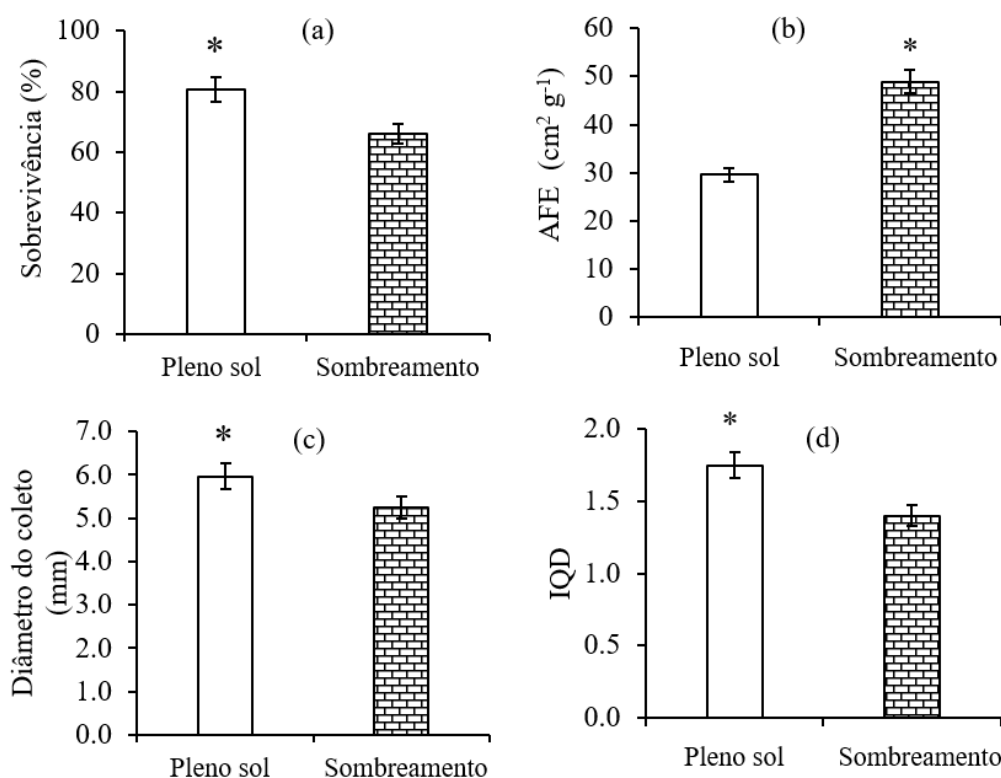 (a)
Sobrevivência (%)
100
80
60
40
20
0
*
Pleno sol
Sombreamento
(b)
AFE (cm² g⁻¹)
60
50
40
30
20
10
0
*
Pleno sol
Sombreamento
(c)
Diâmetro do coleto
(mm)
7.0
6.0
5.0
4.0
3.0
2.0
1.0
0.0
*
Pleno sol
Sombreamento
(d)
IQD
2.0
1.5
1.0
0.5
0.0
*
Pleno sol
Sombreamento